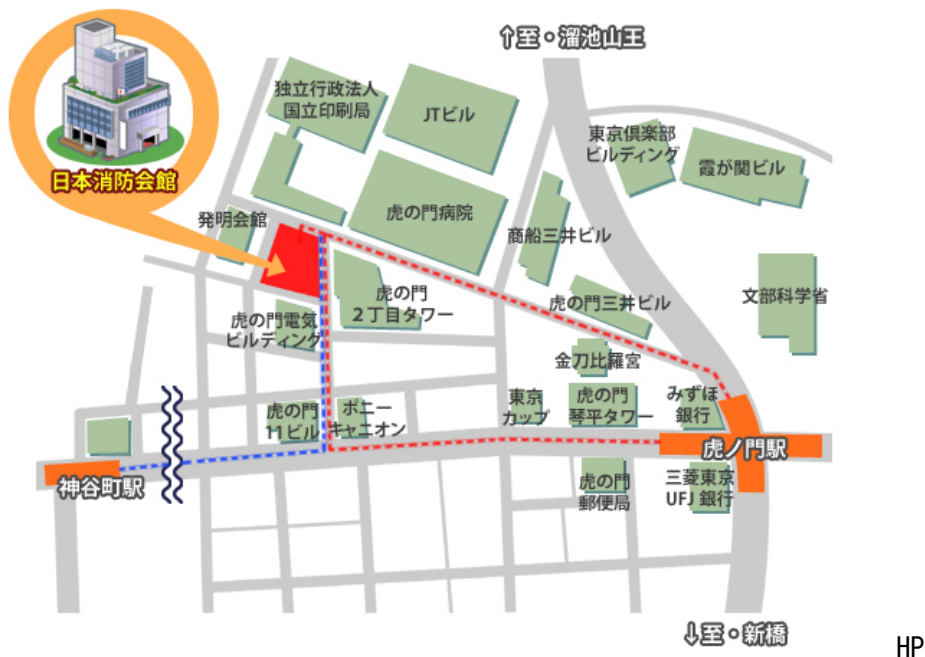 ↑至・溜池山王
独立行政法人
国立印刷局
JTビル
東京倶楽部
ビルディング
霞が関ビル
日本消防会館
発明会館
虎の門病院
商船三井ビル
虎の門
2丁目タワー
虎の門三井ビル
文部科学省
虎の門電気
ビルディング
金刀比羅宮
虎の門
11ビル
ポニー
キャニオン
東京
カップ
虎の門
琴平タワー
みずほ
銀行
虎ノ門駅
神谷町駅
虎の門
郵便局
三菱東京
UFJ 銀行
↓至・新橋
HP